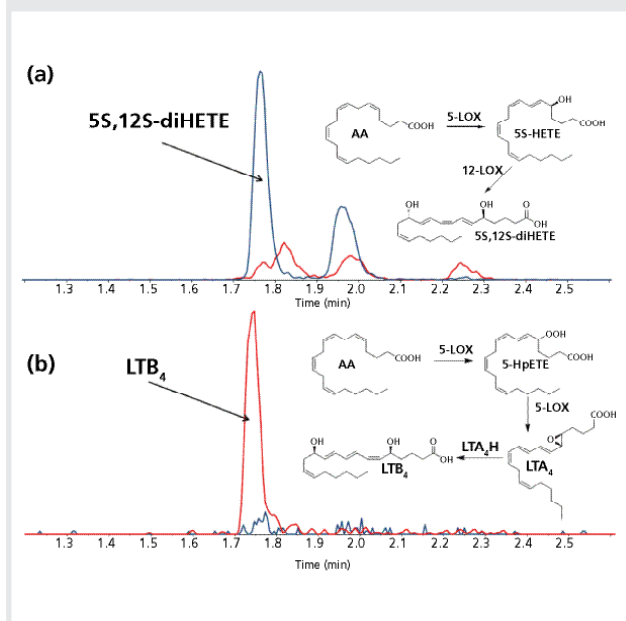 (a)
5S,12S-diHETE
AA
COOH
5-LOX
OH
COOH
5S-HETE
12-LOX
OH
OH
O
OH
5S,12S-diHETE
1.3 1.4 1.5 1.6 1.7 1.8 1.9 2.0 2.1 2.2 2.3 2.4 2.5
Time (min)
(b)
LTB4
AA
COOH
5-LOX
OOH
COOH
5-HpETE
5-LOX
COOH
O
LTA4
LTA4H
OH
OH
O
OH
LTB4
1.3 1.4 1.5 1.6 1.7 1.8 1.9 2.0 2.1 2.2 2.3 2.4 2.5
Time (min)